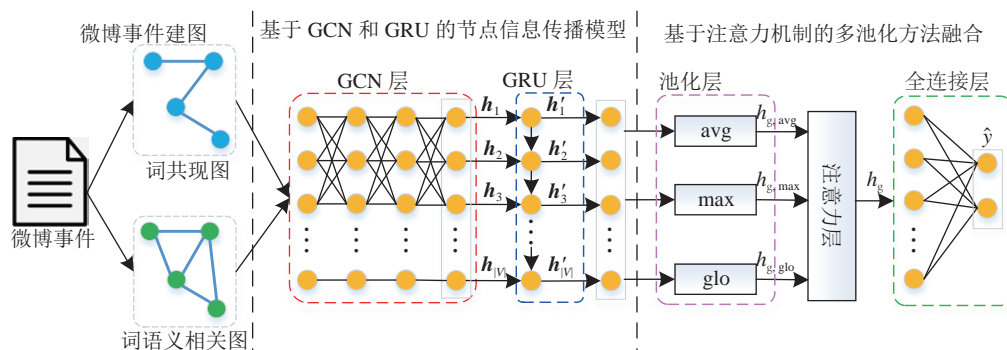 微博事件建图
基于 GCN 和 GRU 的节点信息传播模型
基于注意力机制的多池化方法融合
微博事件
词共现图
词语义相关图
GCN 层
h₁
h₂
h₃
h|V|
GRU 层
h′₁
h′₂
h′₃
h′|V|
池化层
avg
max
glo
hg, avg
hg, max
hg, glo
注意力层
hg
全连接层
ŷ